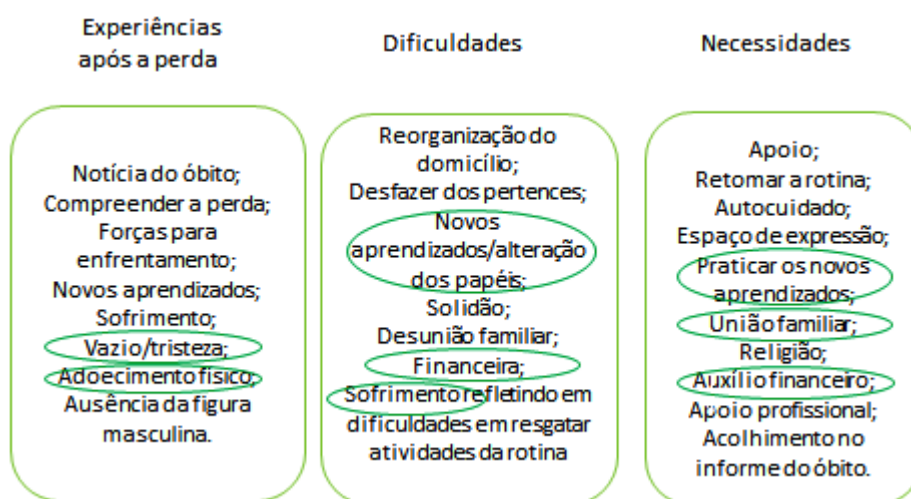 Experiências
após a perda
Notícia do óbito;
Compreender a perda;
Forças para
enfrentamento;
Novos aprendizados;
Sofrimento;
Vazio/tristeza;
Adoecimento físico;
Ausência da figura
masculina.
Dificuldades
Reorganização do
domicílio;
Desfazer dos pertences;
Novos
aprendizados/alteração
dos papéis;
Solidão;
Desunião familiar;
Financeira;
Sofrimento refletindo em
dificuldades em resgatar
atividades da rotina
Necessidades
Apoio;
Retomar a rotina;
Autocuidado;
Espaço de expressão;
Praticar os novos
aprendizados;
União familiar;
Religião;
Auxílio financeiro;
Apoio profissional;
Acolhimento no
informe do óbito.